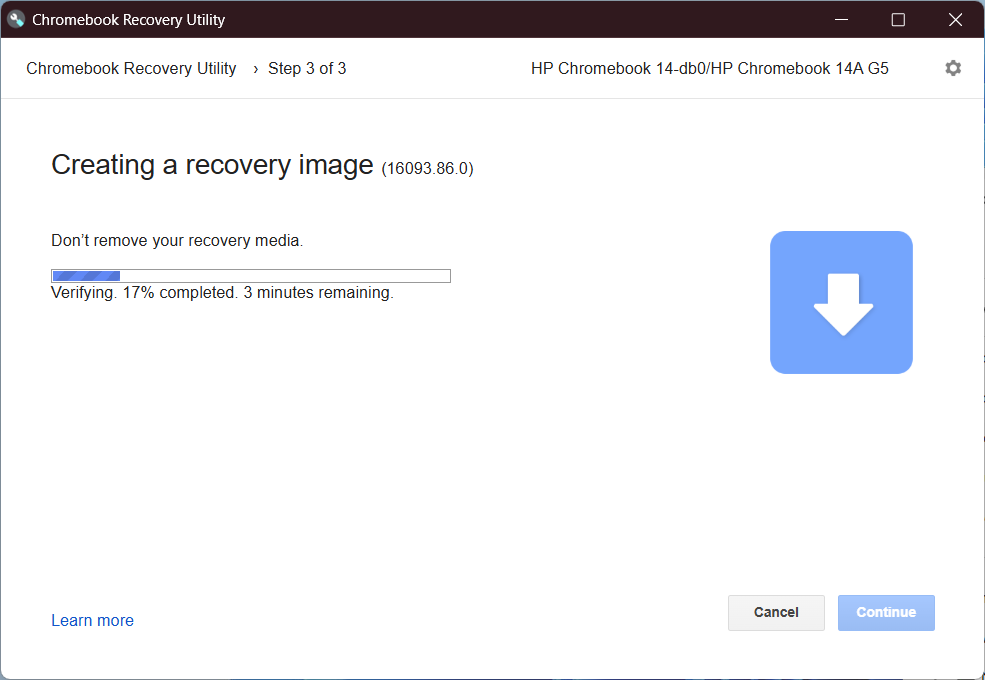 Chromebook Recovery Utility
Chromebook Recovery Utility › Step 3 of 3 HP Chromebook 14-db0/HP Chromebook 14A G5
Creating a recovery image (16093.86.0)
Don’t remove your recovery media.
Verifying. 17% completed. 3 minutes remaining.
Learn more Cancel Continue